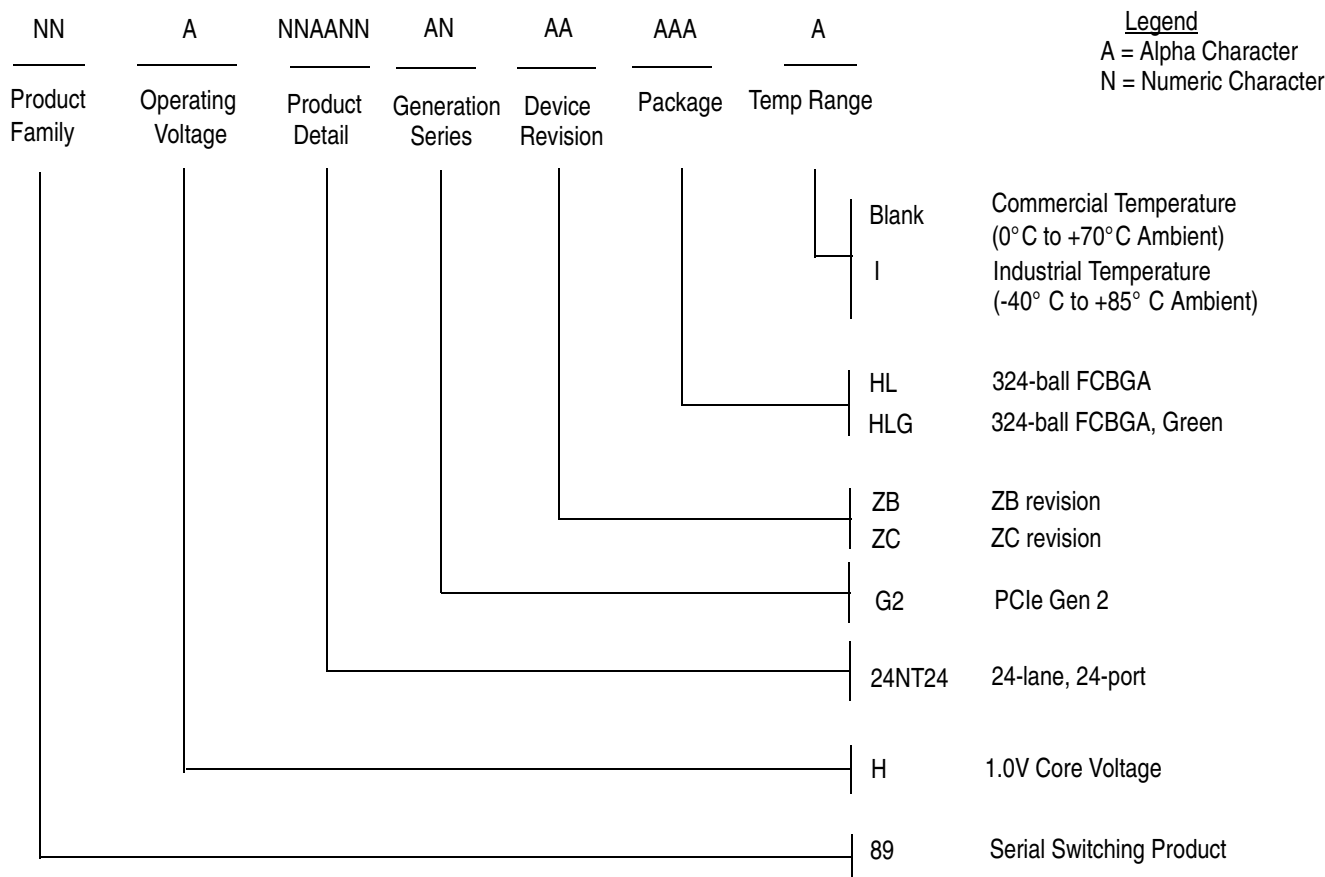 NN A NNAANN AN AA AAA A
Legend
A = Alpha Character
N = Numeric Character
Product Family
Operating Voltage
Product Detail
Generation Series
Device Revision
Package
Temp Range
Blank Commercial Temperature
(0°C to +70°C Ambient)
I Industrial Temperature
(-40° C to +85° C Ambient)
HL 324-ball FCBGA
HLG 324-ball FCBGA, Green
ZB ZB revision
ZC ZC revision
G2 PCIe Gen 2
24NT24 24-lane, 24-port
H 1.0V Core Voltage
89 Serial Switching Product